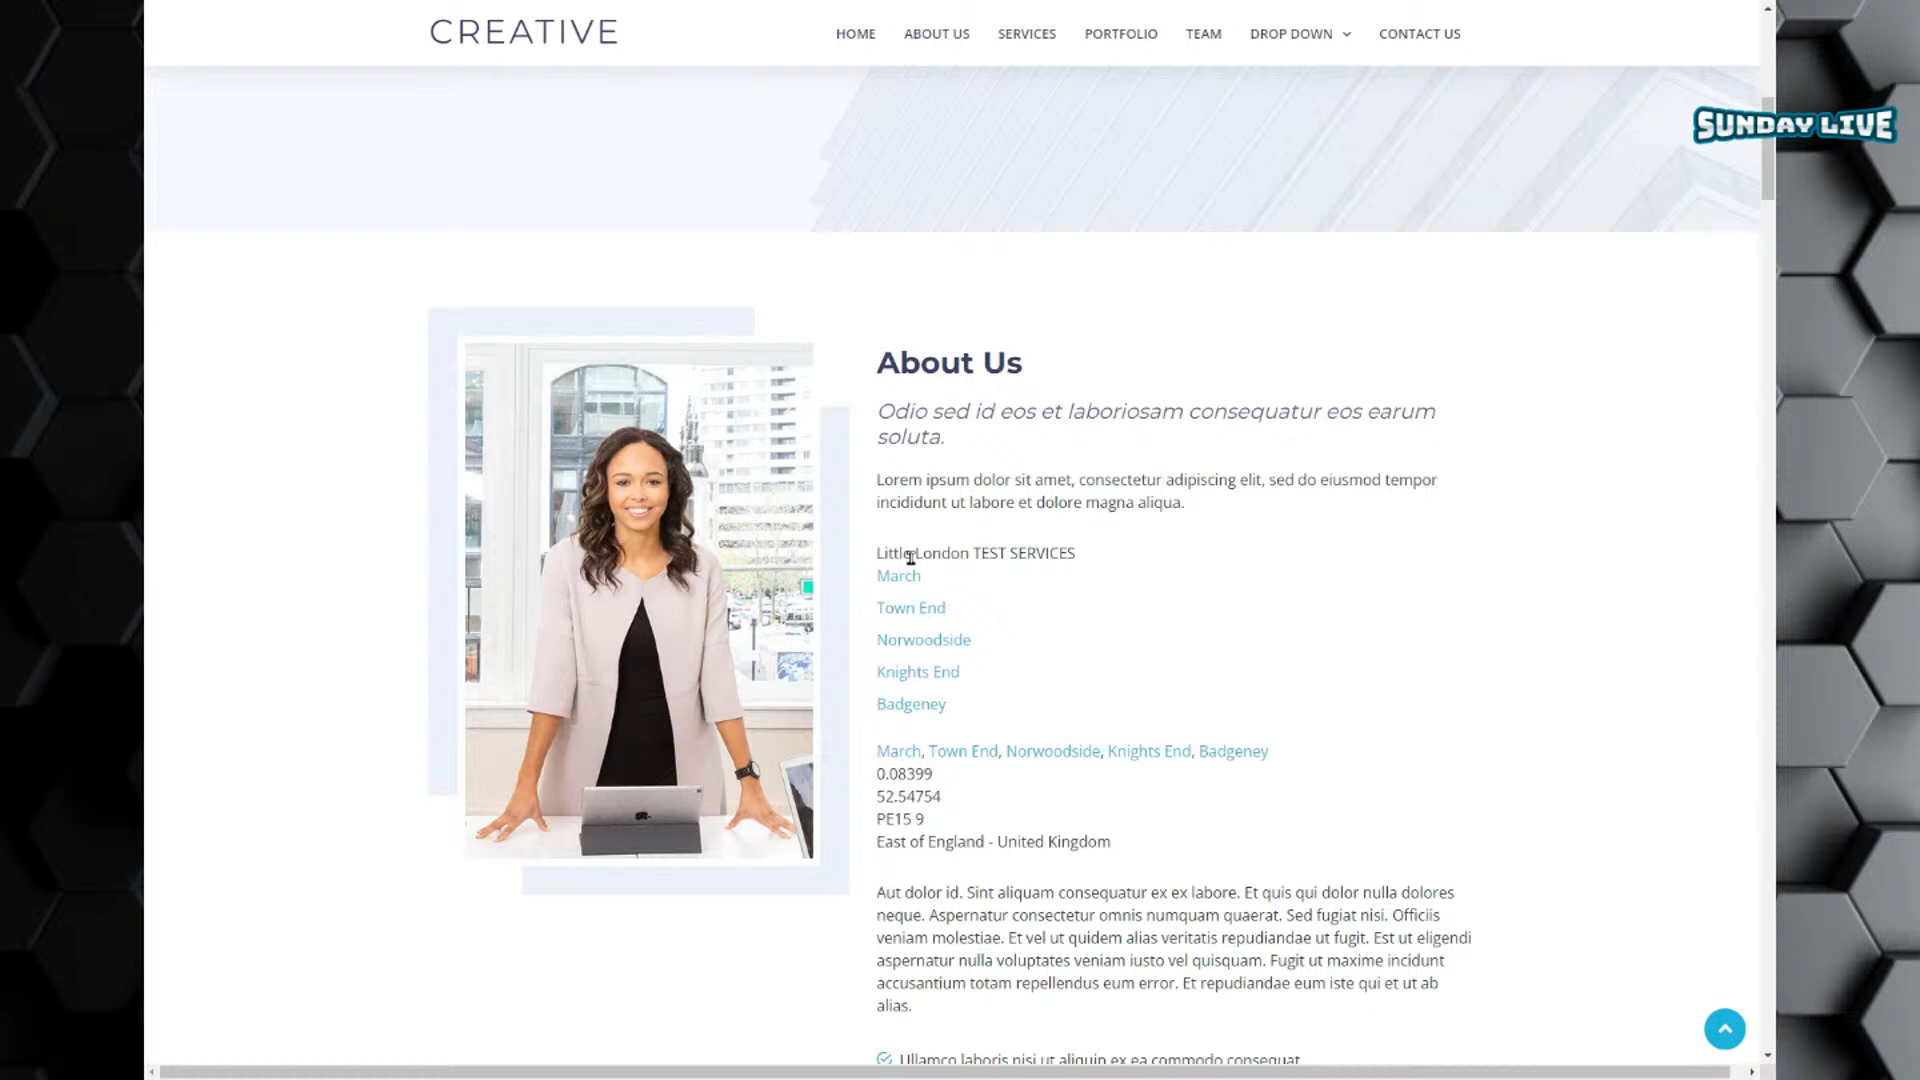 CREATIVE
HOME ABOUT US SERVICES PORTFOLIO TEAM DROP DOWN CONTACT US
SUNDAY LIVE
About Us
Odio sed id eos et laboriosam consequatur eos earum
soluta.
Lorem ipsum dolor sit amet, consectetur adipiscing elit, sed do eiusmod tempor
incididunt ut labore et dolore magna aliqua.
Little London TEST SERVICES
March
Town End
Norwoodside
Knights End
Badgeney
March, Town End, Norwoodside, Knights End, Badgeney
0.08399
52.54754
PE15 9
East of England - United Kingdom
Aut dolor id. Sint aliquam consequatur ex ex labore. Et quis qui dolor nulla dolores
neque. Aspernatur consectetur omnis numquam quaerat. Sed fugiat nisi. Officiis
veniam molestiae. Et vel ut quidem alias veritatis repudiandae ut fugit. Est ut eligendi
aspernatur nulla voluptates veniam iusto vel quisquam. Fugit ut maxime incidunt
accusantium totam repellendus eum error. Et repudiandae eum iste qui et ut ab
alias.
Ullamco laboris nisi ut aliquip ex ea commodo consequat